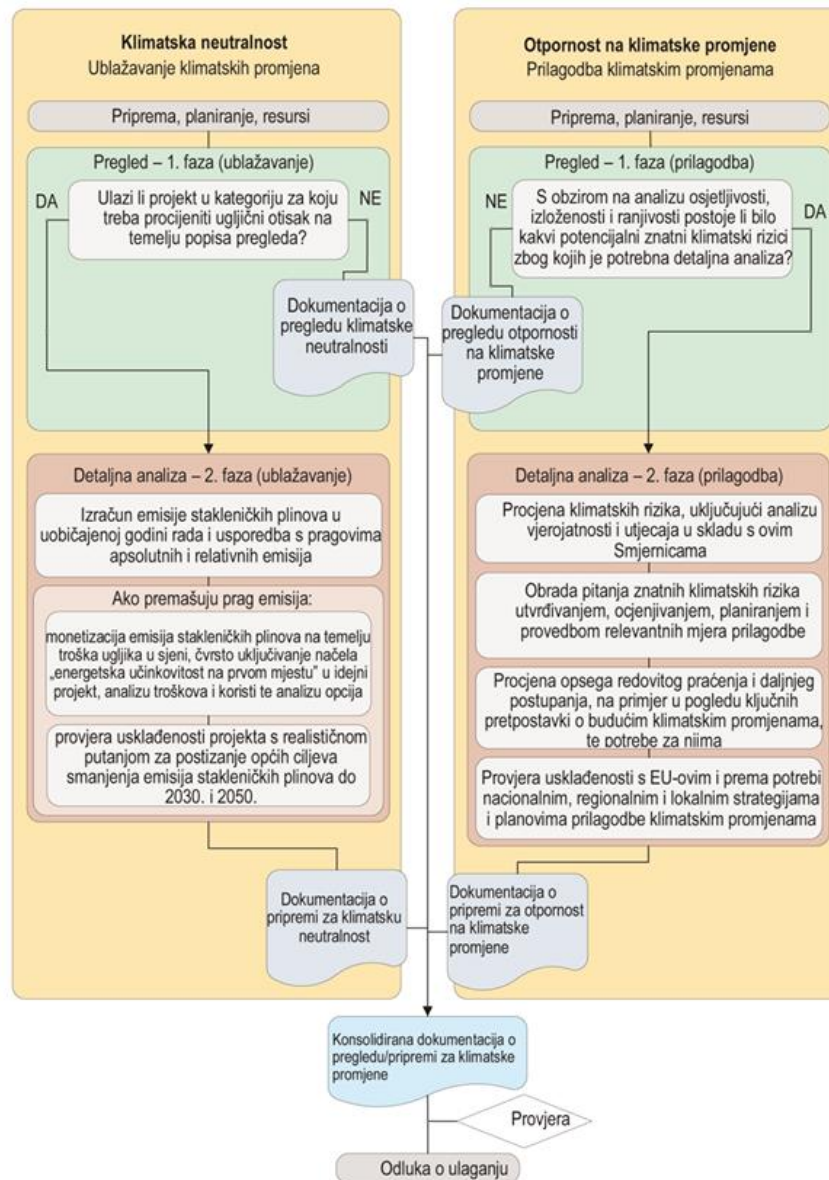 Klimatska neutralnost
Ublažavanje klimatskih promjena
Priprema, planiranje, resursi
Pregled – 1. faza (ublažavanje)
DA
Ulazi li projekt u kategoriju za koju
treba procijeniti ugljični otisak na
temelju popisa pregleda?
NE
Dokumentacija o
pregledu klimatske
neutralnosti
Detaljna analiza – 2. faza (ublažavanje)
Izračun emisije stakleničkih plinova u
uobičajenoj godini rada i usporedba s pragovima
apsolutnih i relativnih emisija
Ako premašuju prag emisija:
monetizacija emisija stakleničkih plinova na temelju
troška ugljika u sjeni, čvrsto uključivanje načela
„energetska učinkovitost na prvom mjestu” u idejni
projekt, analizu troškova i koristi te analizu opcija
provjera usklađenosti projekta s realističnom
putanjom za postizanje općih ciljeva
smanjenja emisija stakleničkih plinova do
2030. i 2050.
Dokumentacija o
pripremi za klimatsku
neutralnost
Otpornost na klimatske promjene
Prilagodba klimatskim promjenama
Priprema, planiranje, resursi
Pregled – 1. faza (prilagodba)
NE
S obzirom na analizu osjetljivosti,
izloženosti i ranjivosti postoje li bilo
kakvi potencijalni znatni klimatski rizici
zbog kojih je potrebna detaljna analiza?
DA
Dokumentacija o
pregledu otpornosti
na klimatske
promjene
Detaljna analiza – 2. faza (prilagodba)
Procjena klimatskih rizika, uključujući analizu
vjerojatnosti i utjecaja u skladu s ovim
Smjernicama
Obrada pitanja znatnih klimatskih rizika
utvrđivanjem, ocjenjivanjem, planiranjem i
provedbom relevantnih mjera prilagodbe
Procjena opsega redovitog praćenja i daljnjeg
postupanja, na primjer u pogledu ključnih
pretpostavki o budućim klimatskim promjenama,
te potrebe za njima
Provjera usklađenosti s EU-ovim i prema potrebi
nacionalnim, regionalnim i lokalnim strategijama
i planovima prilagodbe klimatskim promjenama
Dokumentacija o
pripremi za otpornost
na klimatske
promjene
Konsolidirana dokumentacija o
pregledu/pripremi za klimatske
promjene
Provjera
Odluka o ulaganju